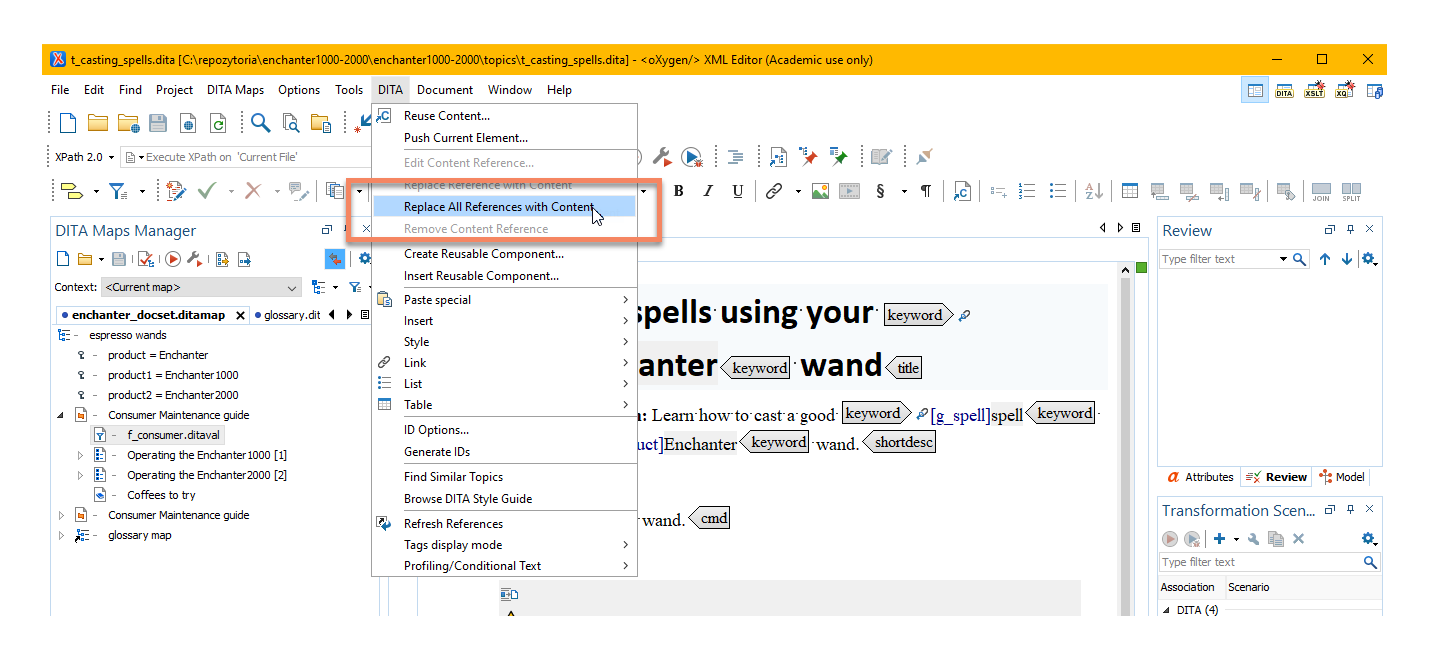 t_casting_spells.dita [C:\repozytoria\enchanter1000-2000\enchanter1000-2000\topics\t_casting_spells.dita] - <oXygen/> XML Editor (Academic use only)
File Edit Find Project DITA Maps Options Tools DITA Document Window Help
DITA XSLT XQ
XPath 2.0 Execute XPath on 'Current File'
B I U § ¶ JOIN SPLIT
Reuse Content...
Push Current Element...
Edit Content Reference...
Replace Reference with Content
Replace All References with Content
Remove Content Reference
Create Reusable Component...
Insert Reusable Component...
Paste special
Insert
Style
Link
List
Table
ID Options...
Generate IDs
Find Similar Topics
Browse DITA Style Guide
Refresh References
Tags display mode
Profiling/Conditional Text
DITA Maps Manager
Context: <Current map>
enchanter_docset.ditamap glossary.dit
espresso wands
product = Enchanter
product1 = Enchanter1000
product2 = Enchanter2000
Consumer Maintenance guide
f_consumer.ditaval
Operating the Enchanter1000 [1]
Operating the Enchanter2000 [2]
Coffees to try
Consumer Maintenance guide
glossary map
spells using your keyword
anter keyword wand title
n: Learn how to cast a good keyword [g_spell]spell keyword
uct]Enchanter keyword wand. shortdesc
wand. cmd
Review
Type filter text
Attributes Review Model
Transformation Scen...
Type filter text
Association Scenario
DITA (4)